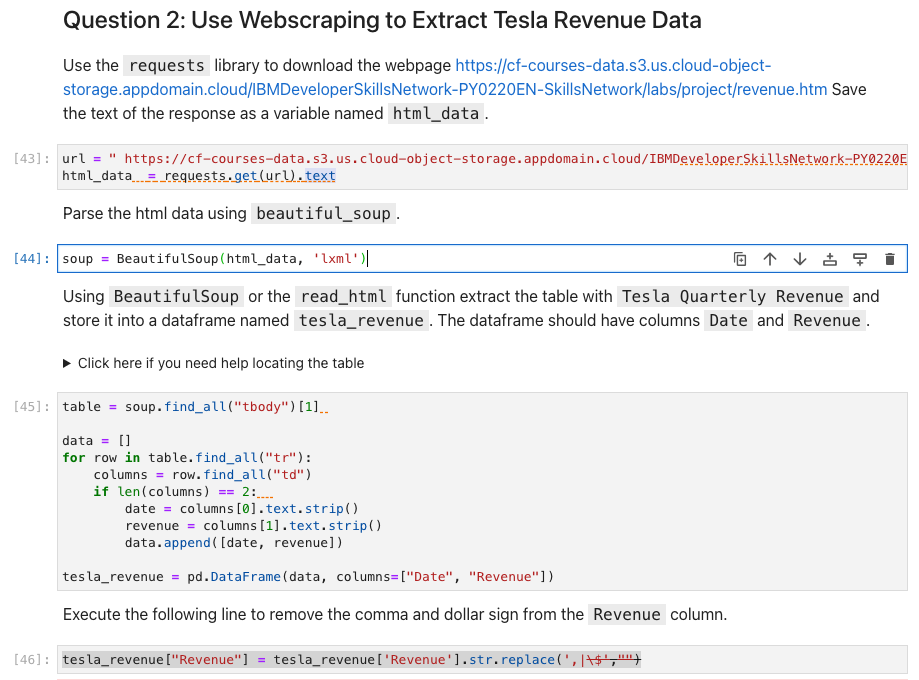 Question 2: Use Webscraping to Extract Tesla Revenue Data
Use the requests library to download the webpage https://cf-courses-data.s3.us.cloud-object-
storage.appdomain.cloud/IBMDeveloperSkillsNetwork-PY0220EN-SkillsNetwork/labs/project/revenue.htm Save
the text of the response as a variable named html_data.
[43]: url = " https://cf-courses-data.s3.us.cloud-object-storage.appdomain.cloud/IBMDeveloperSkillsNetwork-PY0220E
html_data  = requests.get(url).text
Parse the html data using beautiful_soup.
[44]: soup = BeautifulSoup(html_data, 'lxml')
Using BeautifulSoup or the read_html function extract the table with Tesla Quarterly Revenue and
store it into a dataframe named tesla_revenue. The dataframe should have columns Date and Revenue.
Click here if you need help locating the table
[45]: table = soup.find_all("tbody")[1]
data = []
for row in table.find_all("tr"):
columns = row.find_all("td")
if len(columns) == 2:
date = columns[0].text.strip()
revenue = columns[1].text.strip()
data.append([date, revenue])
tesla_revenue = pd.DataFrame(data, columns=["Date", "Revenue"])
Execute the following line to remove the comma and dollar sign from the Revenue column.
[46]: tesla_revenue["Revenue"] = tesla_revenue['Revenue'].str.replace(',|\$',"")